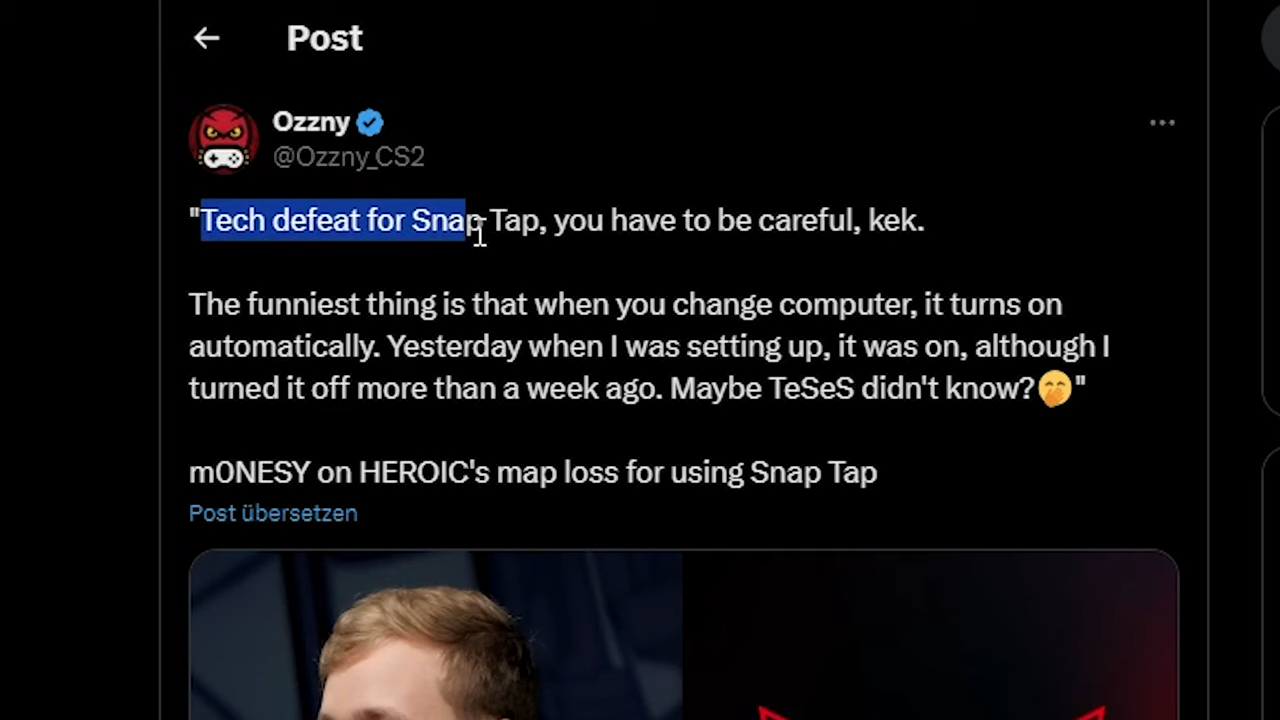 Post
Ozzny
@Ozzny_CS2
"Tech defeat for Snap Tap, you have to be careful, kek.
The funniest thing is that when you change computer, it turns on
automatically. Yesterday when I was setting up, it was on, although I
turned it off more than a week ago. Maybe TeSeS didn't know?🤭"
m0NESY on HEROIC's map loss for using Snap Tap
Post übersetzen